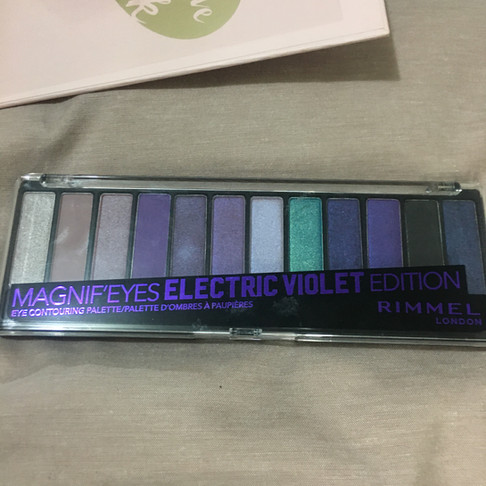 MAGNIF'EYES ELECTRIC VIOLET EDITION
EYE CONTOURING PALETTE/PALETTE D'OMBRES À PAUPIÈRES
RIMMEL
LONDON